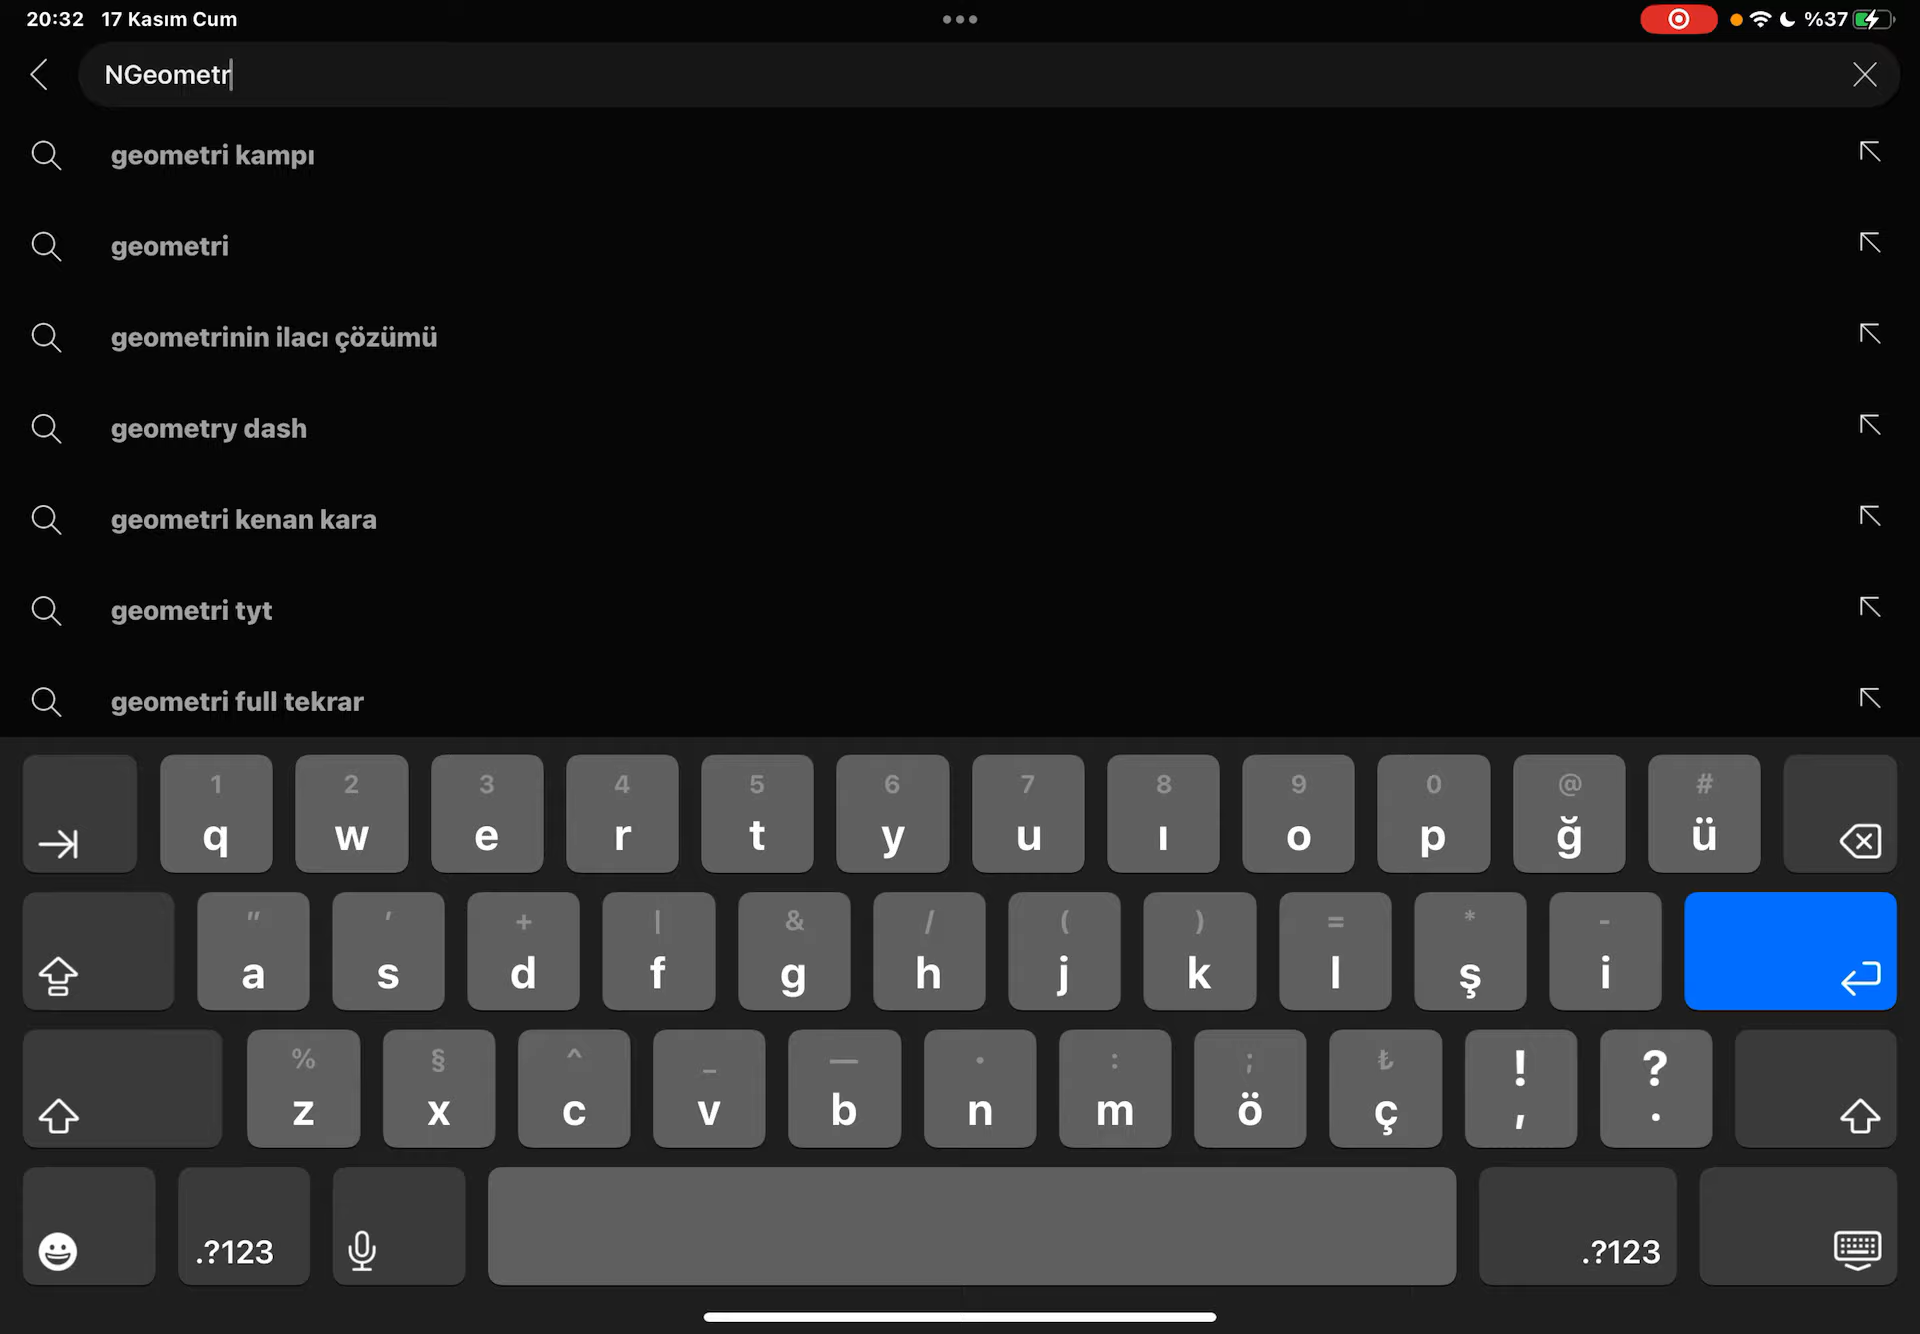 20:32 17 Kasım Cum
%37
NGeometr
geometri kampı
geometri
geometrinin ilacı çözümü
geometry dash
geometri kenan kara
geometri tyt
geometri full tekrar
1 2 3 4 5 6 7 8 9 0 @ #
q w e r t y u ı o p ğ ü
" ' + | & / ( ) = * -
a s d f g h j k l ş i
% § ^ _ — · : ; ₺ ! ?
z x c v b n m ö ç , .
.?123 .?123